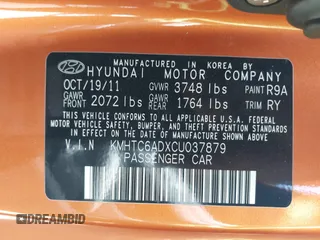 MANUFACTURED IN KOREA BY
HYUNDAI MOTOR COMPANY
OCT/19/11 GVWR 3748 lbs PAINT R9A
GAWR FRONT 2072 lbs GAWR REAR 1764 lbs TRIM RY
THIS VEHICLE CONFORMS TO ALL APPLICABLE U.S.A FEDERAL
MOTOR VEHICLE SAFETY, BUMPER, AND THEFT PREVENTION
STANDARDS IN EFFECT ON THE DATE OF MANUFACTURE
SHOWN ABOVE.
V.I.N KMHTC6ADXCU037879
PASSENGER CAR
DREAMBID